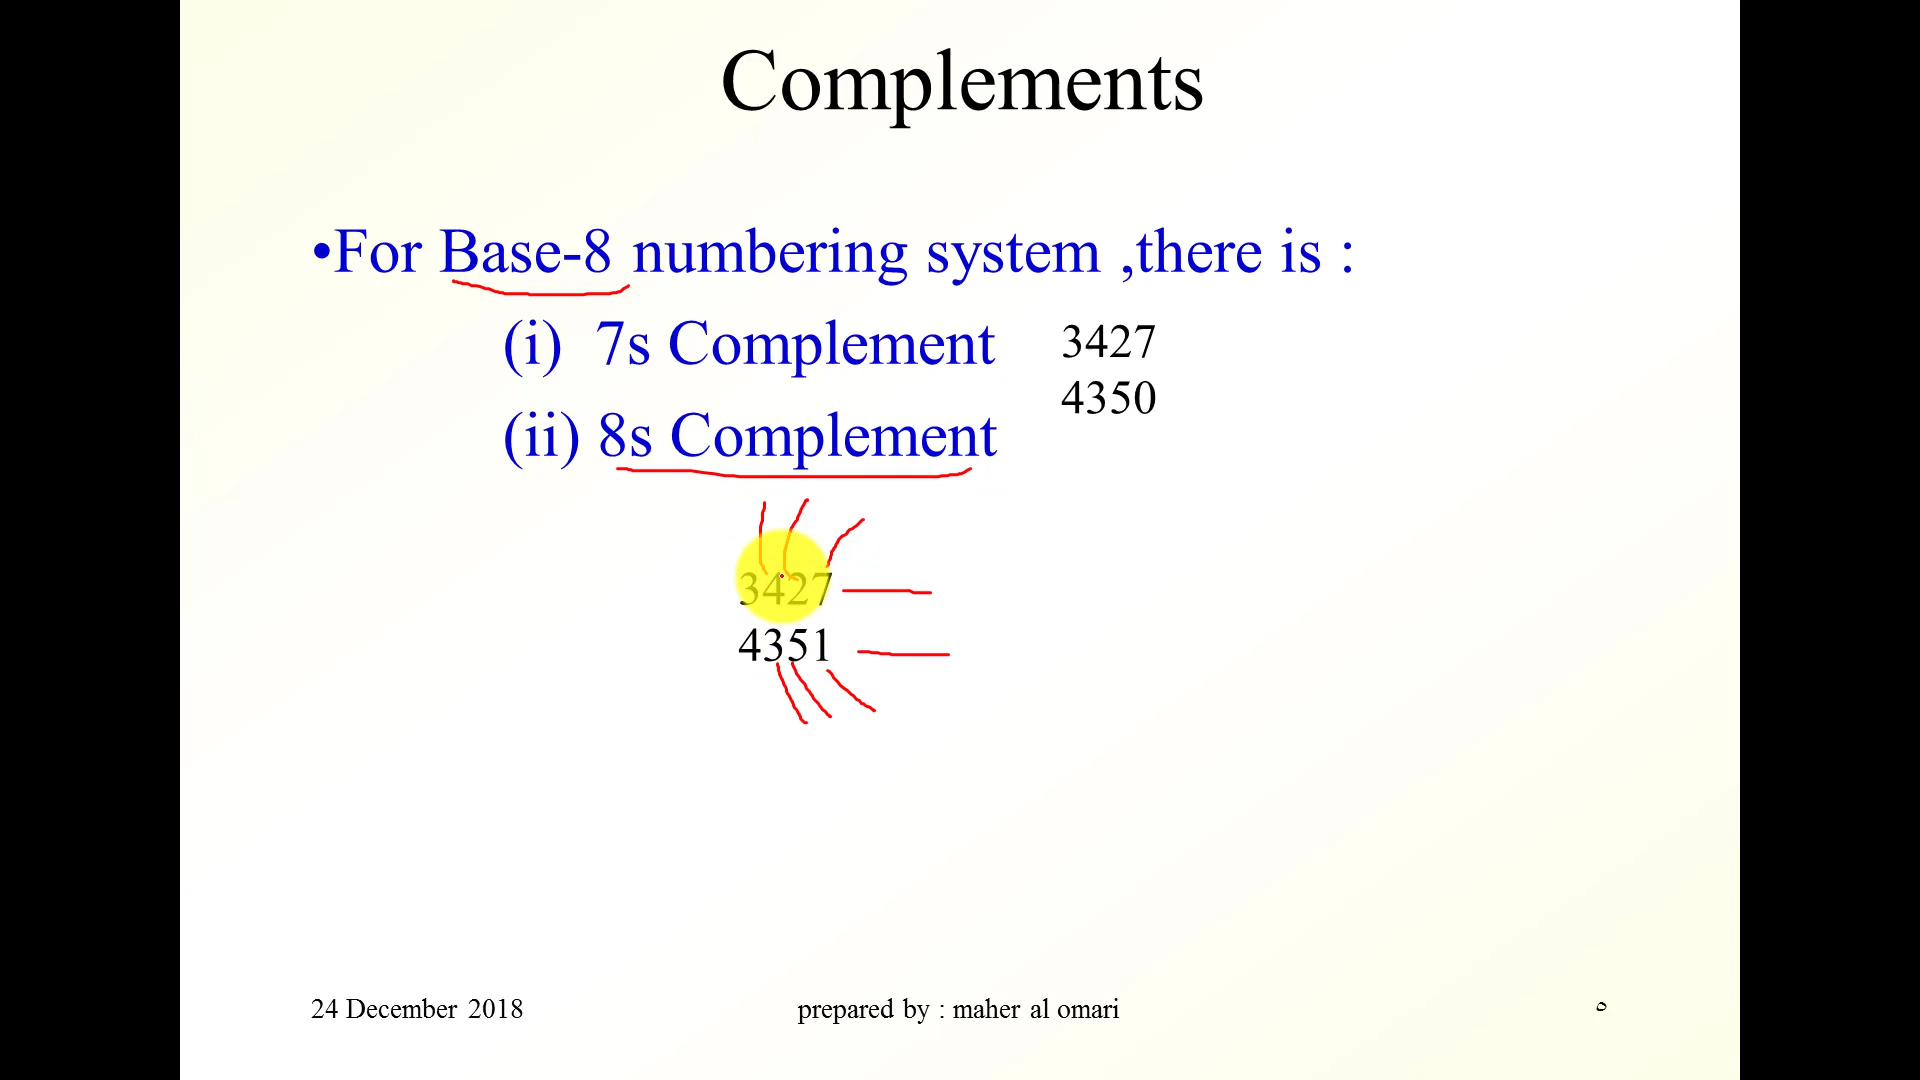 Complements
•For Base-8 numbering system ,there is :
(i) 7s Complement
3427
4350
(ii) 8s Complement
3427
4351
24 December 2018
prepared by : maher al omari
٥